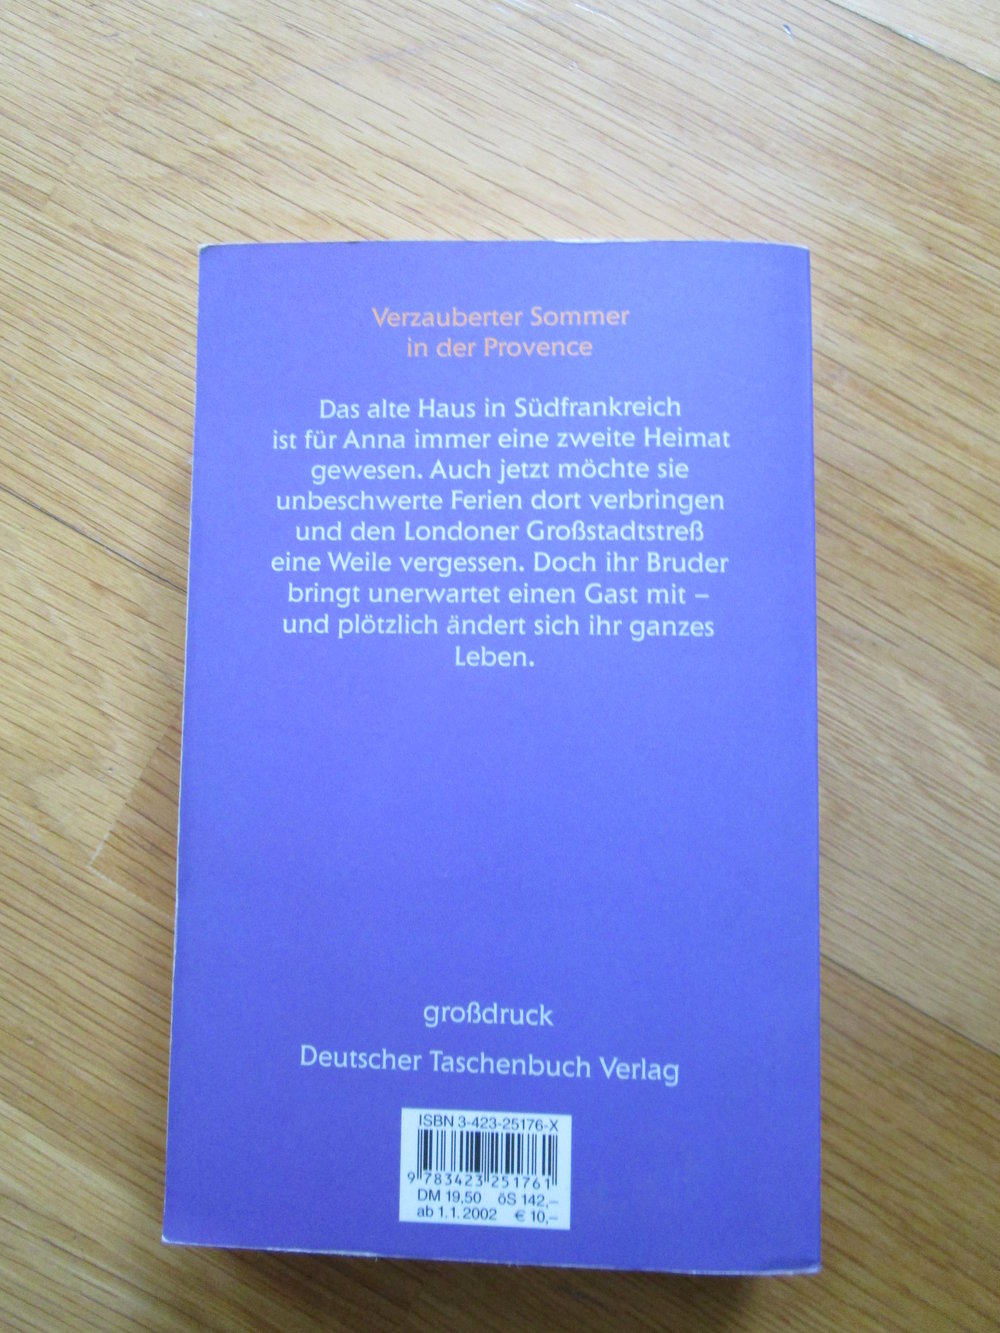 Verzauberter Sommer
in der Provence
Das alte Haus in Südfrankreich
ist für Anna immer eine zweite Heimat
gewesen. Auch jetzt möchte sie
unbeschwerte Ferien dort verbringen
und den Londoner Großstadtstreß
eine Weile vergessen. Doch ihr Bruder
bringt unerwartet einen Gast mit –
und plötzlich ändert sich ihr ganzes
Leben.
großdruck
Deutscher Taschenbuch Verlag
ISBN 3-423-25176-X
9 783423 251761
DM 19,50 öS 142,–
ab 1.1.2002 € 10,–